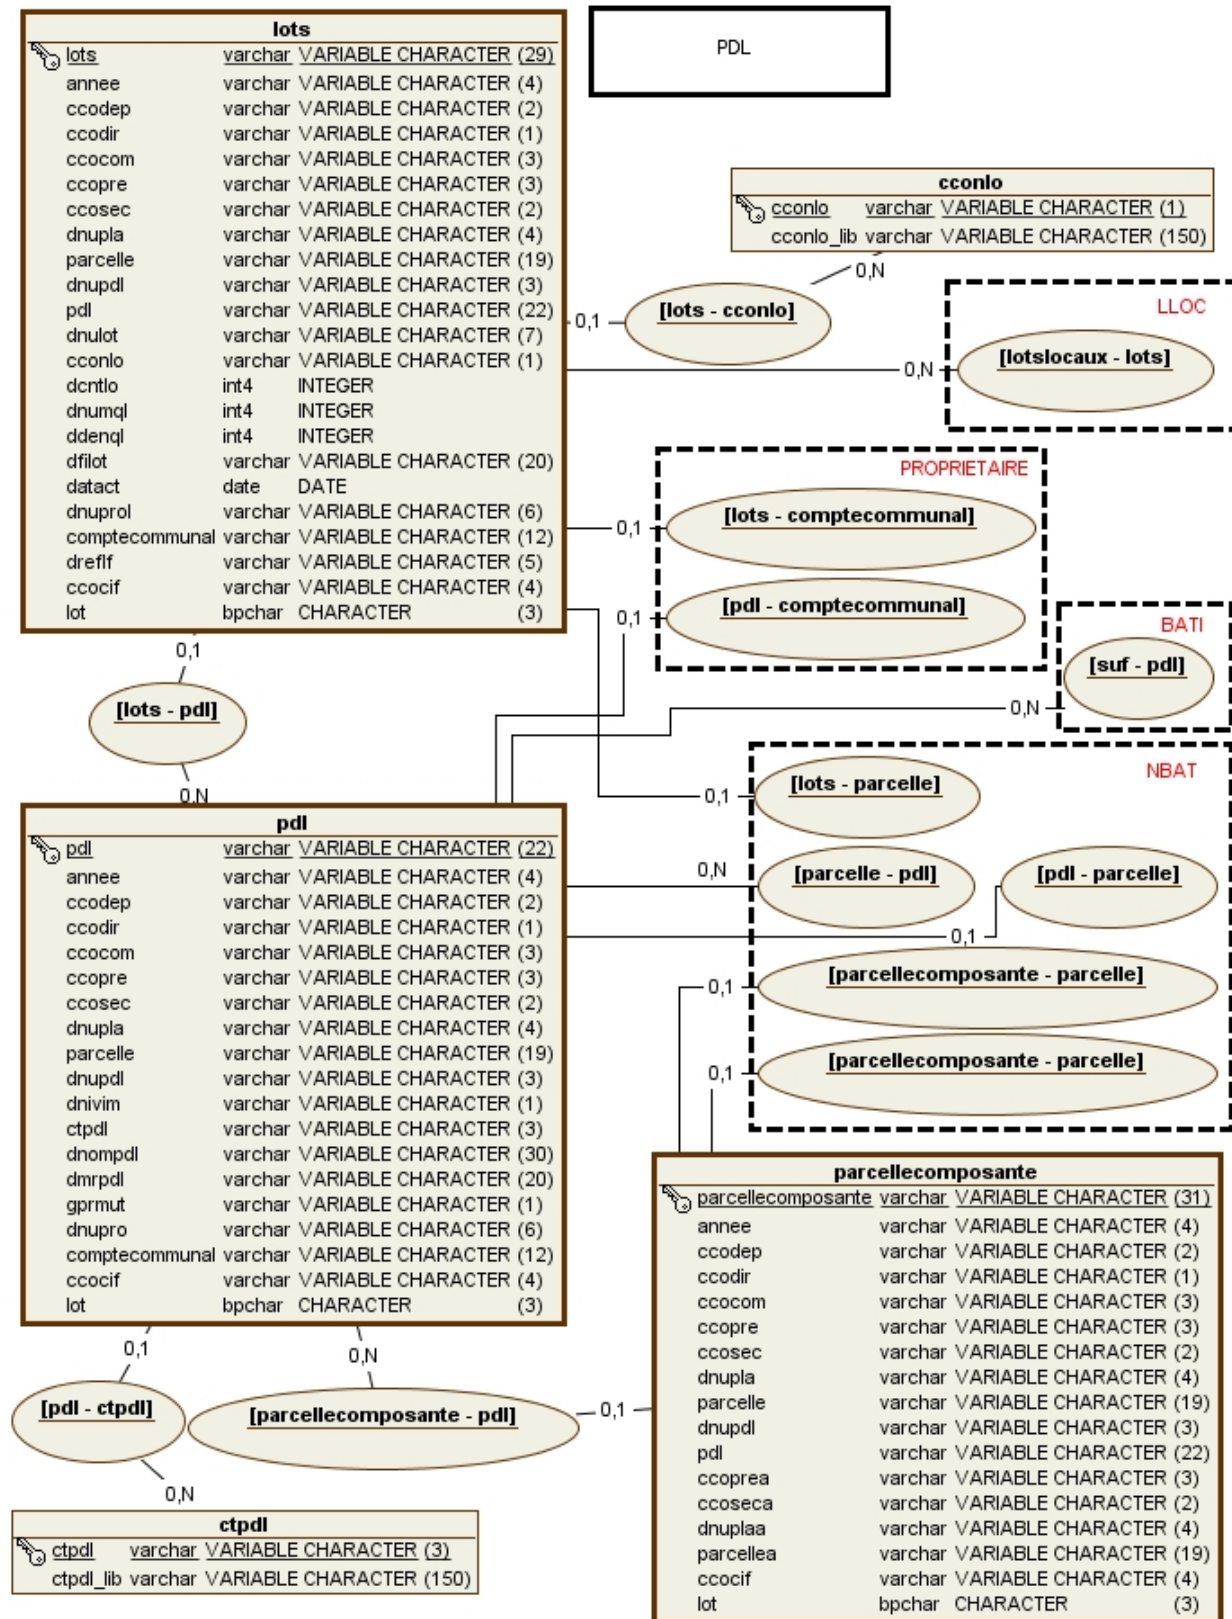 lots
lots varchar VARIABLE CHARACTER (29)
annee varchar VARIABLE CHARACTER (4)
ccodep varchar VARIABLE CHARACTER (2)
ccodir varchar VARIABLE CHARACTER (1)
ccocom varchar VARIABLE CHARACTER (3)
ccopre varchar VARIABLE CHARACTER (3)
ccosec varchar VARIABLE CHARACTER (2)
dnupla varchar VARIABLE CHARACTER (4)
parcelle varchar VARIABLE CHARACTER (19)
dnupdl varchar VARIABLE CHARACTER (3)
pdl varchar VARIABLE CHARACTER (22)
dnulot varchar VARIABLE CHARACTER (7)
cconlo varchar VARIABLE CHARACTER (1)
dcntlo int4 INTEGER
dnumql int4 INTEGER
ddenql int4 INTEGER
dfilot varchar VARIABLE CHARACTER (20)
datact date DATE
dnuprol varchar VARIABLE CHARACTER (6)
comptecommunal varchar VARIABLE CHARACTER (12)
dreflf varchar VARIABLE CHARACTER (5)
ccocif varchar VARIABLE CHARACTER (4)
lot bpchar CHARACTER (3)
PDL
cconlo
cconlo varchar VARIABLE CHARACTER (1)
cconlo_lib varchar VARIABLE CHARACTER (150)
0,N
0,1
[lots - cconlo]
LLOC
0,N
[lotslocaux - lots]
PROPRIETAIRE
0,1
[lots - comptecommunal]
0,1
[pdl - comptecommunal]
BATI
[suf - pdl]
0,N
0,1
[lots - pdl]
0,N
NBAT
0,1
[lots - parcelle]
0,N
[parcelle - pdl]
[pdl - parcelle]
0,1
0,1
[parcellecomposante - parcelle]
0,1
[parcellecomposante - parcelle]
pdl
pdl varchar VARIABLE CHARACTER (22)
annee varchar VARIABLE CHARACTER (4)
ccodep varchar VARIABLE CHARACTER (2)
ccodir varchar VARIABLE CHARACTER (1)
ccocom varchar VARIABLE CHARACTER (3)
ccopre varchar VARIABLE CHARACTER (3)
ccosec varchar VARIABLE CHARACTER (2)
dnupla varchar VARIABLE CHARACTER (4)
parcelle varchar VARIABLE CHARACTER (19)
dnupdl varchar VARIABLE CHARACTER (3)
dnivim varchar VARIABLE CHARACTER (1)
ctpdl varchar VARIABLE CHARACTER (3)
dnompdl varchar VARIABLE CHARACTER (30)
dmrpdl varchar VARIABLE CHARACTER (20)
gprmut varchar VARIABLE CHARACTER (1)
dnupro varchar VARIABLE CHARACTER (6)
comptecommunal varchar VARIABLE CHARACTER (12)
ccocif varchar VARIABLE CHARACTER (4)
lot bpchar CHARACTER (3)
0,1
[pdl - ctpdl]
0,N
0,N
[parcellecomposante - pdl]
0,1
ctpdl
ctpdl varchar VARIABLE CHARACTER (3)
ctpdl_lib varchar VARIABLE CHARACTER (150)
parcellecomposante
parcellecomposante varchar VARIABLE CHARACTER (31)
annee varchar VARIABLE CHARACTER (4)
ccodep varchar VARIABLE CHARACTER (2)
ccodir varchar VARIABLE CHARACTER (1)
ccocom varchar VARIABLE CHARACTER (3)
ccopre varchar VARIABLE CHARACTER (3)
ccosec varchar VARIABLE CHARACTER (2)
dnupla varchar VARIABLE CHARACTER (4)
parcelle varchar VARIABLE CHARACTER (19)
dnupdl varchar VARIABLE CHARACTER (3)
pdl varchar VARIABLE CHARACTER (22)
ccoprea varchar VARIABLE CHARACTER (3)
ccoseca varchar VARIABLE CHARACTER (2)
dnuplaa varchar VARIABLE CHARACTER (4)
parcellea varchar VARIABLE CHARACTER (19)
ccocif varchar VARIABLE CHARACTER (4)
lot bpchar CHARACTER (3)